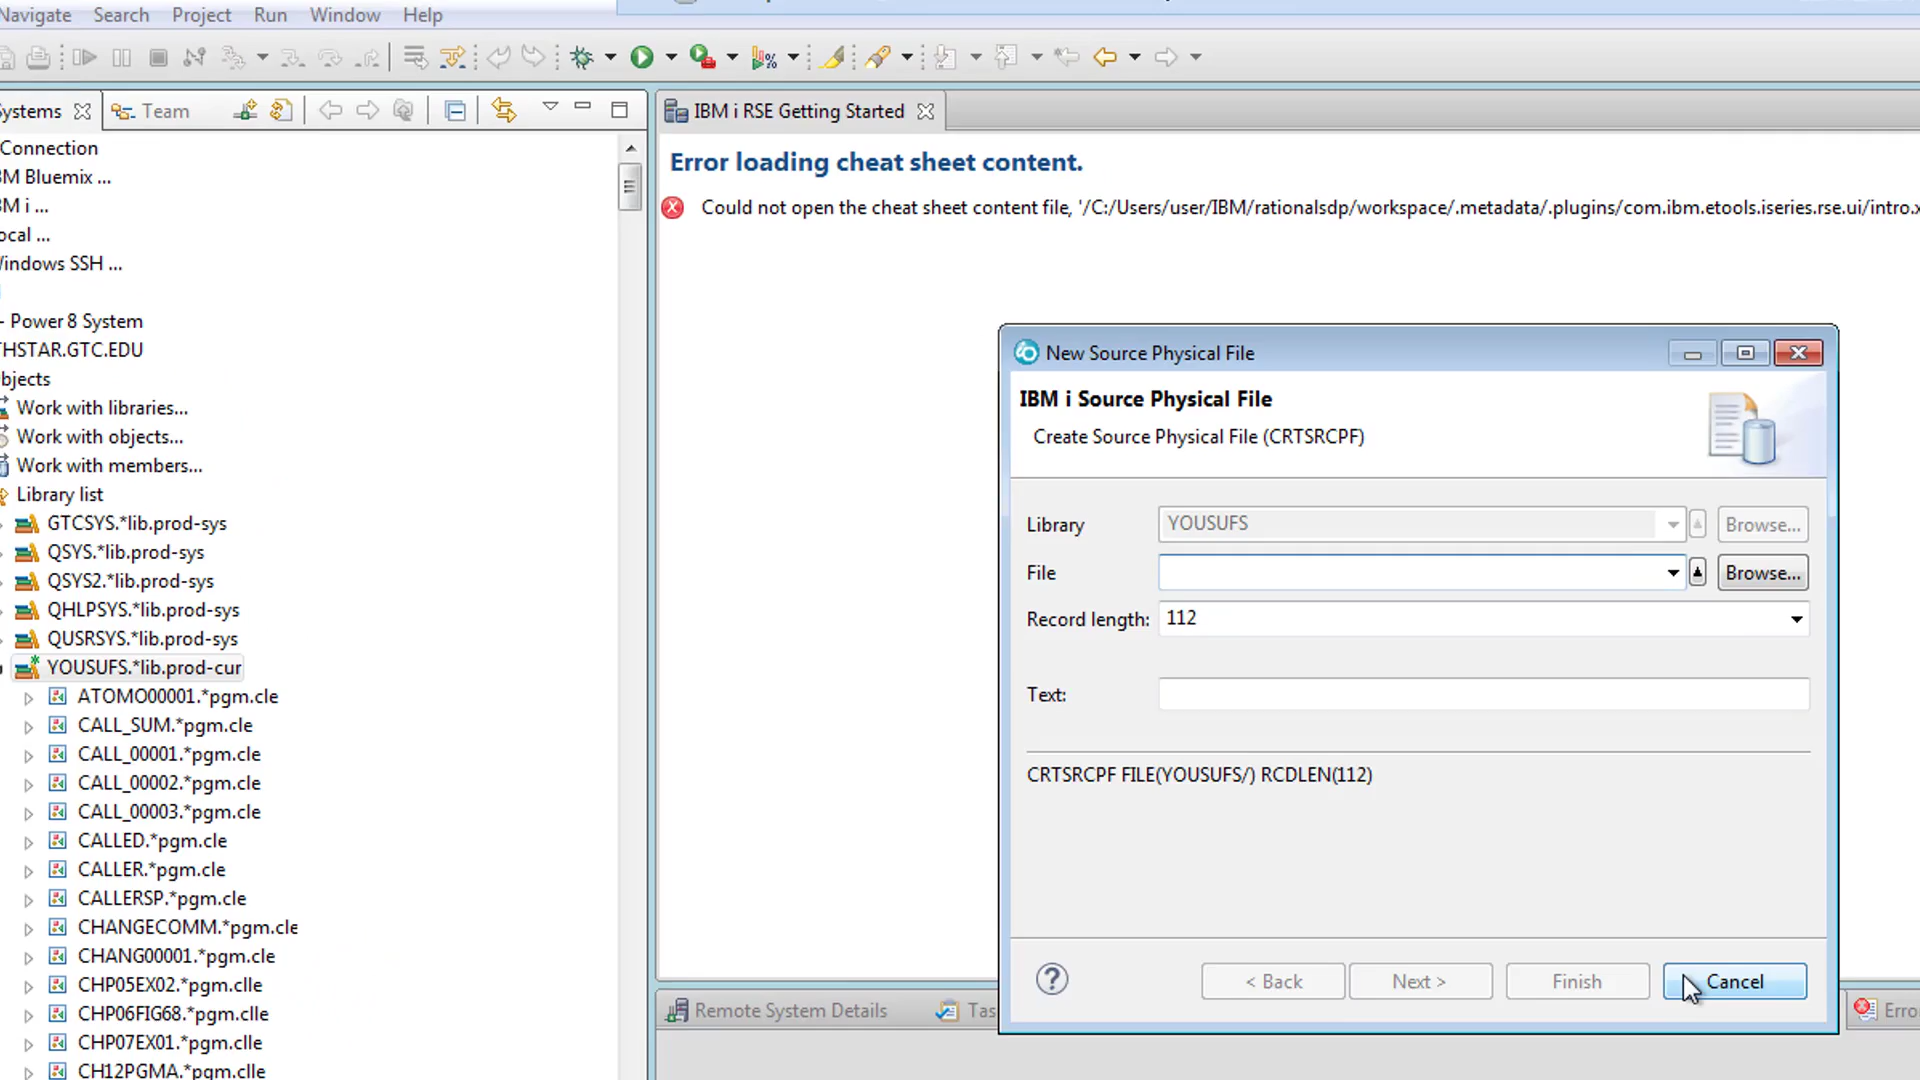 Navigate Search Project Run Window Help
Systems
Team
Connection
BM Bluemix ...
BM i ...
ocal ...
Windows SSH ...
- Power 8 System
THSTAR.GTC.EDU
bjects
Work with libraries...
Work with objects...
Work with members...
Library list
GTCSYS.*lib.prod-sys
QSYS.*lib.prod-sys
QSYS2.*lib.prod-sys
QHLPSYS.*lib.prod-sys
QUSRSYS.*lib.prod-sys
YOUSUFS.*lib.prod-cur
ATOMO00001.*pgm.cle
CALL_SUM.*pgm.cle
CALL_00001.*pgm.cle
CALL_00002.*pgm.cle
CALL_00003.*pgm.cle
CALLED.*pgm.cle
CALLER.*pgm.cle
CALLERSP.*pgm.cle
CHANGECOMM.*pgm.cle
CHANG00001.*pgm.cle
CHP05EX02.*pgm.clle
CHP06FIG68.*pgm.clle
CHP07EX01.*pgm.clle
CH12PGMA.*pgm.clle
IBM i RSE Getting Started
Error loading cheat sheet content.
Could not open the cheat sheet content file, '/C:/Users/user/IBM/rationalsdp/workspace/.metadata/.plugins/com.ibm.etools.iseries.rse.ui/intro.x
New Source Physical File
IBM i Source Physical File
Create Source Physical File (CRTSRCPF)
Library YOUSUFS Browse...
File Browse...
Record length: 112
Text:
CRTSRCPF FILE(YOUSUFS/) RCDLEN(112)
< Back Next > Finish Cancel
Remote System Details Tas Erro